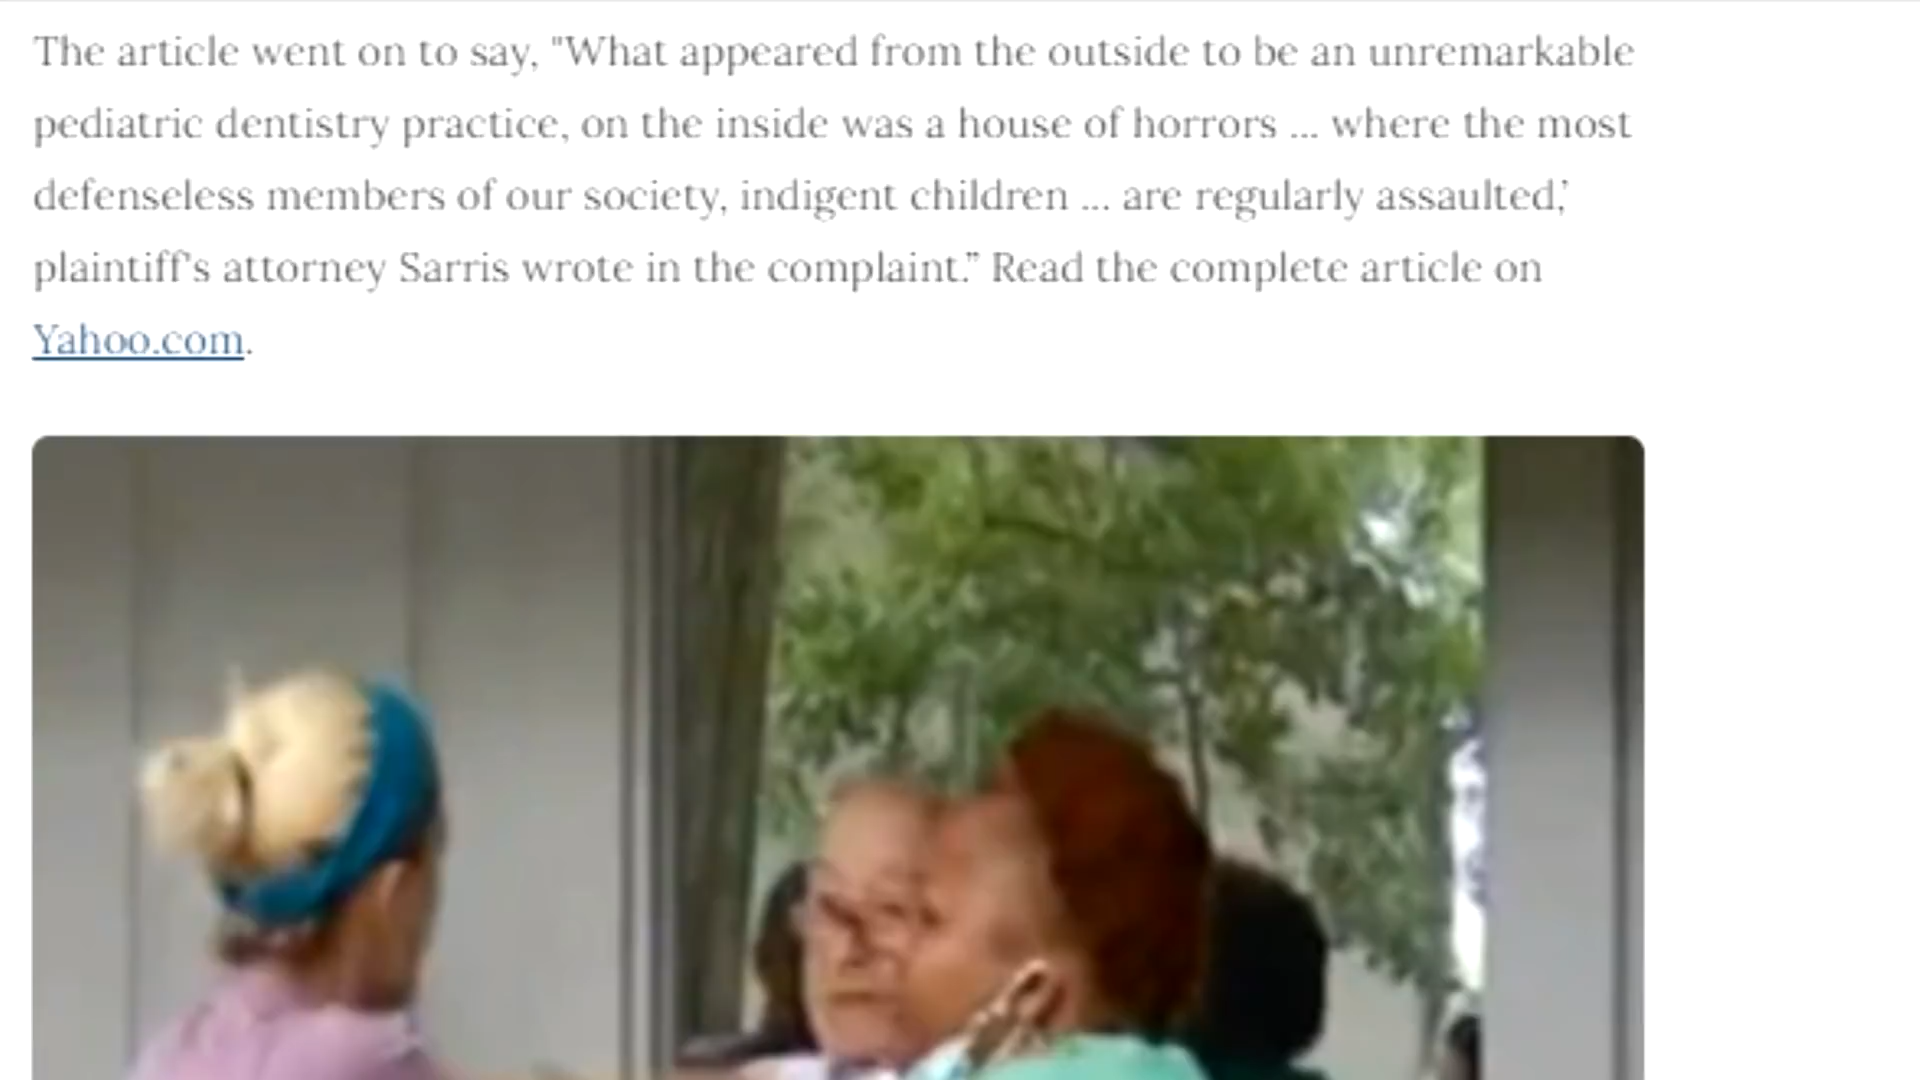 The article went on to say, "What appeared from the outside to be an unremarkable
pediatric dentistry practice, on the inside was a house of horrors ... where the most
defenseless members of our society, indigent children ... are regularly assaulted,'
plaintiff's attorney Sarris wrote in the complaint.” Read the complete article on
Yahoo.com.